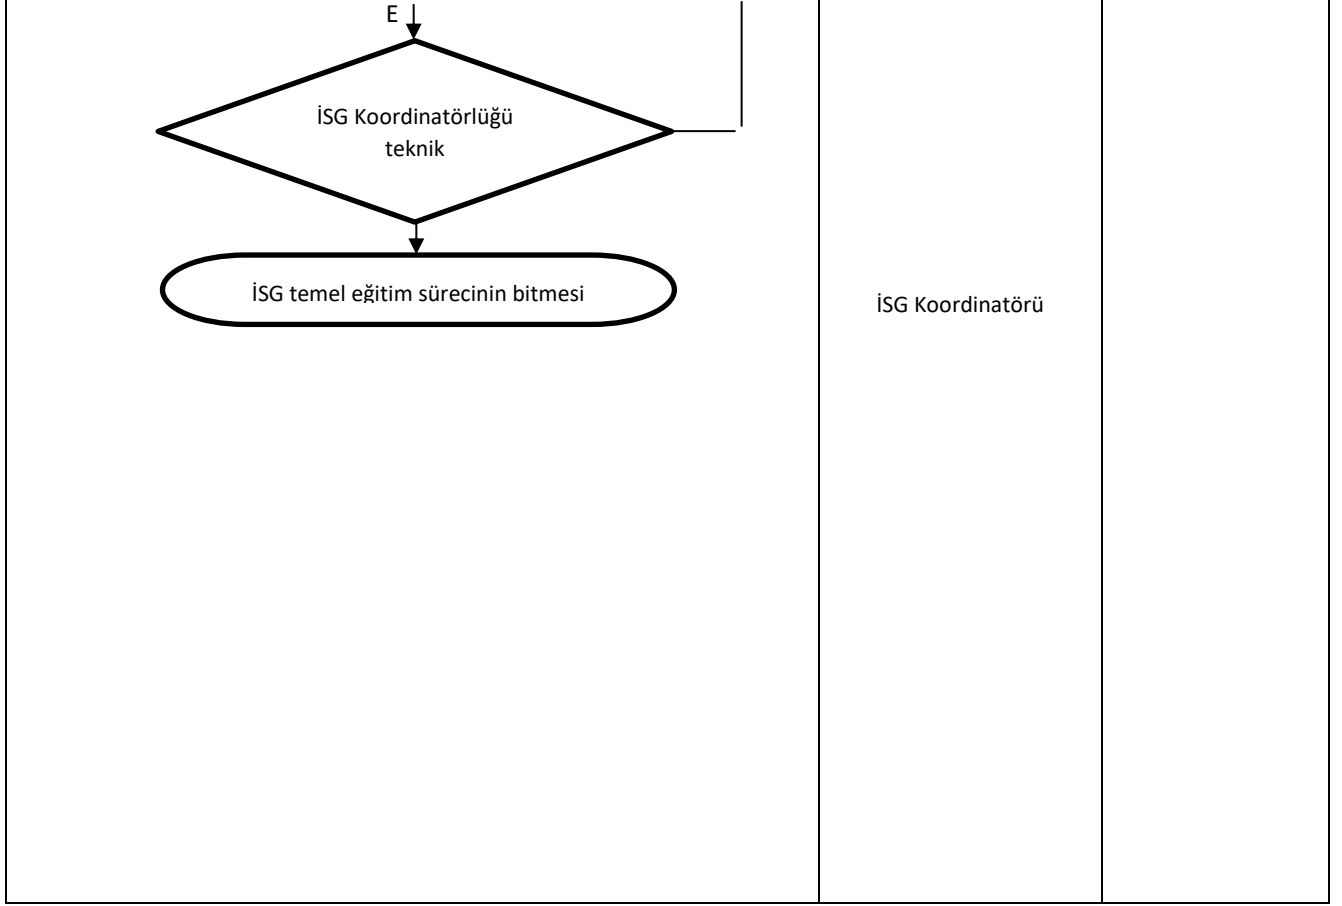 E
İSG Koordinatörlüğü
teknik
İSG temel eğitim sürecinin bitmesi
İSG Koordinatörü